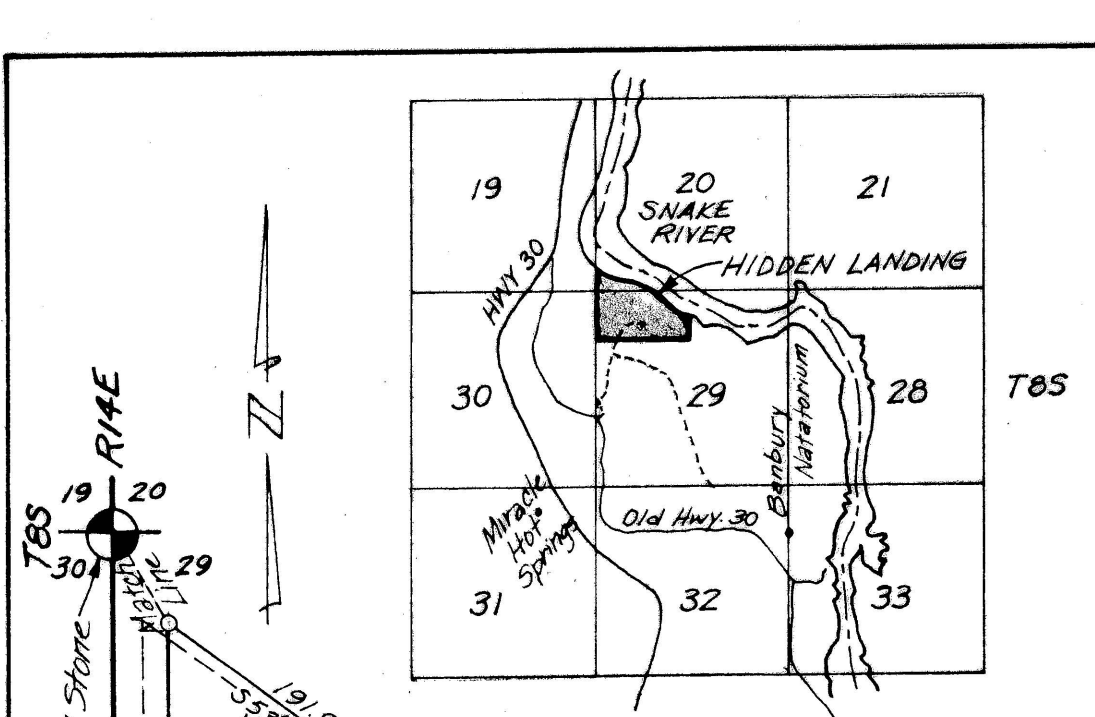 19
20
21
SNAKE
RIVER
HWY 30
HIDDEN LANDING
30
29
28
T8S
Banbury
Natatorium
Miracle
Hot
Springs
Old Hwy. 30
31
32
33
N
R14E
T8S
19 20
30 29
Match
Line
Stone
191.
S5